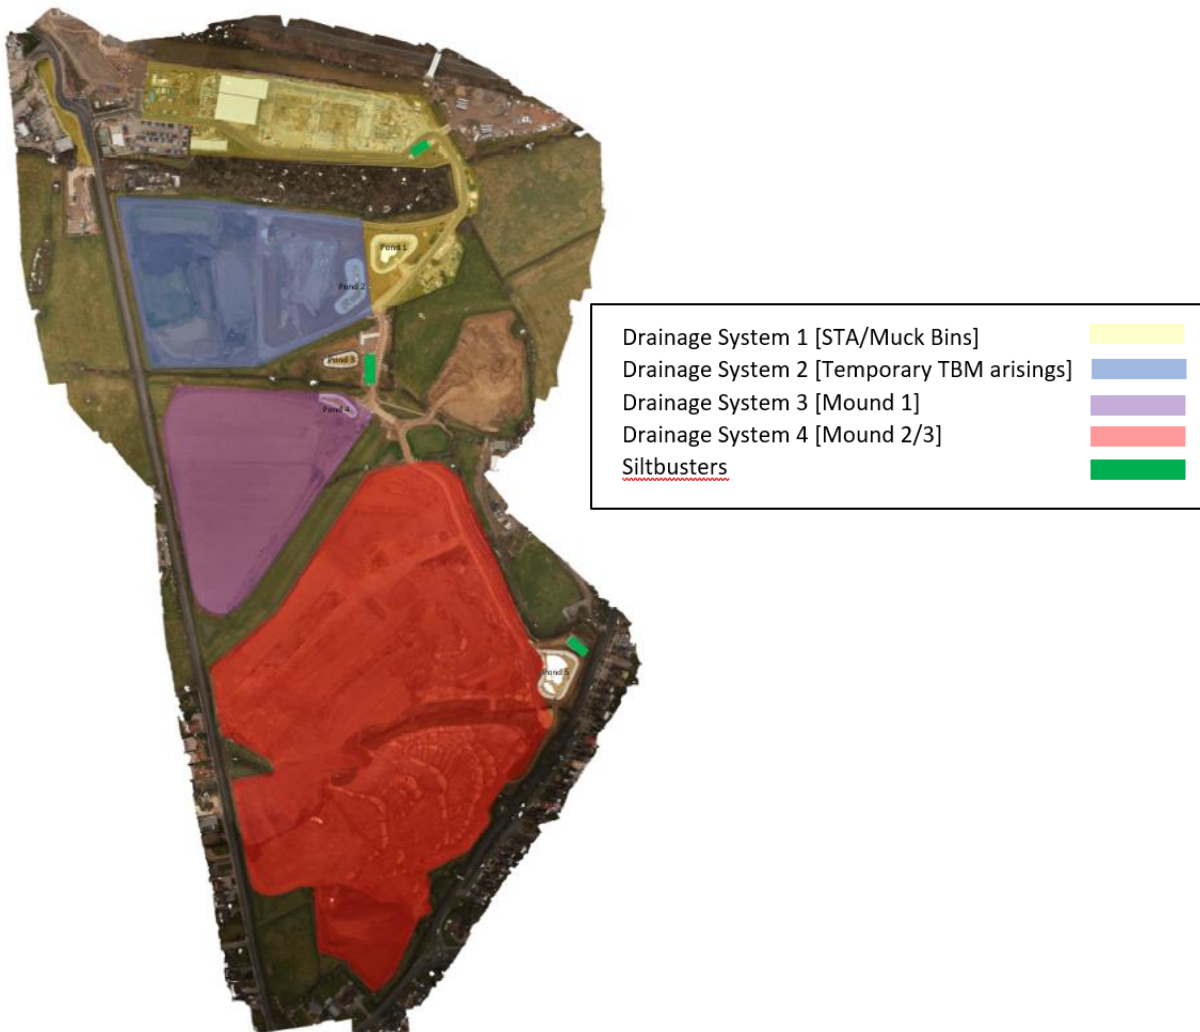 Pond 1
Pond 2
Pond 3
Pond 4
Pond 5
Drainage System 1 [STA/Muck Bins]
Drainage System 2 [Temporary TBM arisings]
Drainage System 3 [Mound 1]
Drainage System 4 [Mound 2/3]
Siltbusters